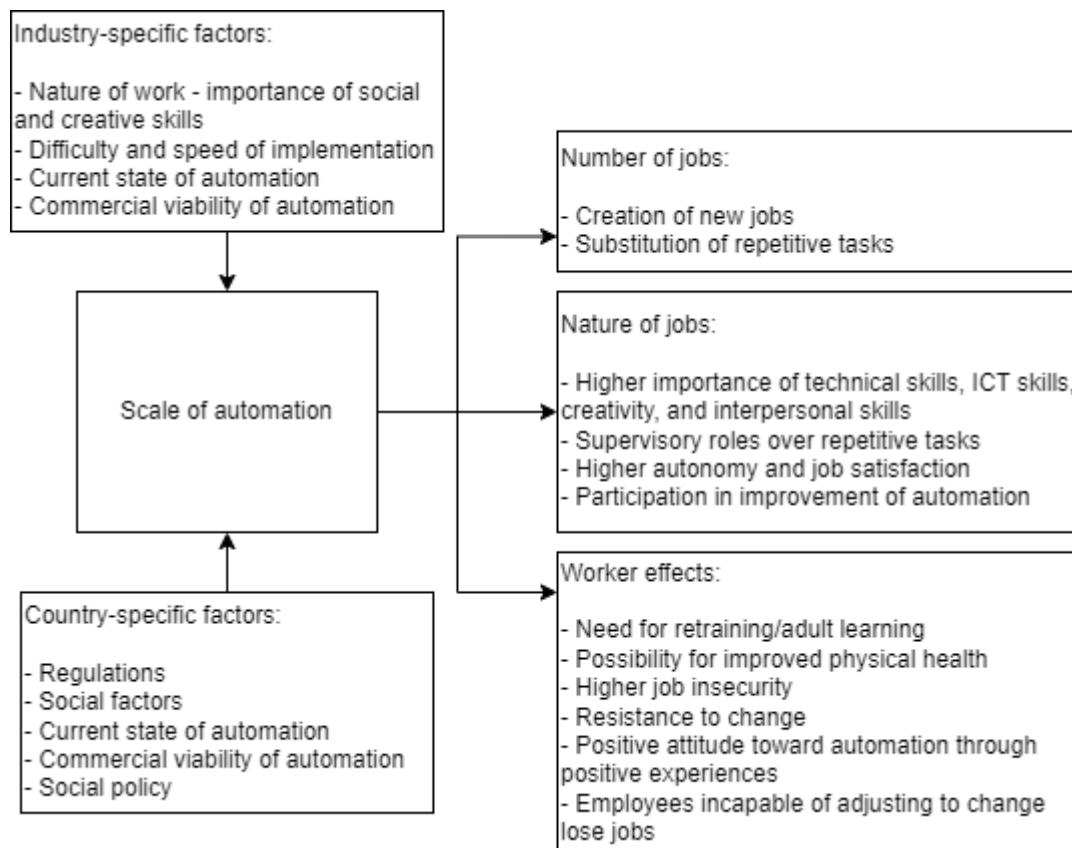 Industry-specific factors:
- Nature of work - importance of social
and creative skills
- Difficulty and speed of implementation
- Current state of automation
- Commercial viability of automation
Scale of automation
Country-specific factors:
- Regulations
- Social factors
- Current state of automation
- Commercial viability of automation
- Social policy
Number of jobs:
- Creation of new jobs
- Substitution of repetitive tasks
Nature of jobs:
- Higher importance of technical skills, ICT skills,
creativity, and interpersonal skills
- Supervisory roles over repetitive tasks
- Higher autonomy and job satisfaction
- Participation in improvement of automation
Worker effects:
- Need for retraining/adult learning
- Possibility for improved physical health
- Higher job insecurity
- Resistance to change
- Positive attitude toward automation through
positive experiences
- Employees incapable of adjusting to change
lose jobs